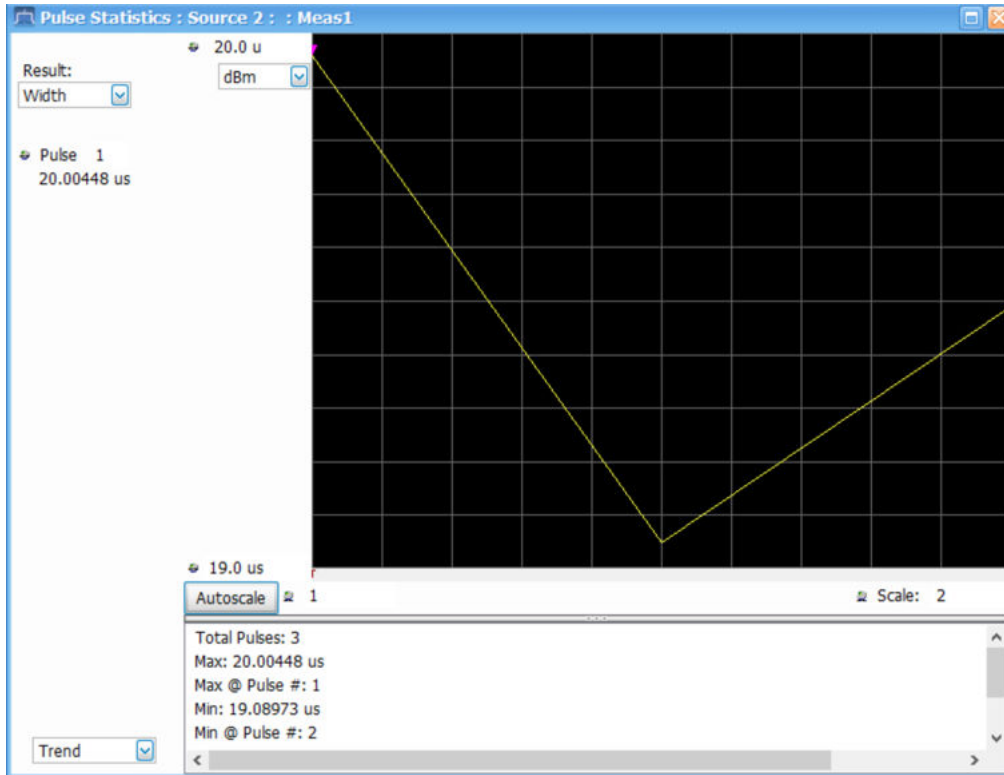 Pulse Statistics : Source 2 : : Meas1
20.0 u
Result:
dBm
Width
Pulse 1
20.00448 us
19.0 us
Autoscale
1
Scale: 2
Total Pulses: 3
Max: 20.00448 us
Max @ Pulse #: 1
Min: 19.08973 us
Min @ Pulse #: 2
Trend